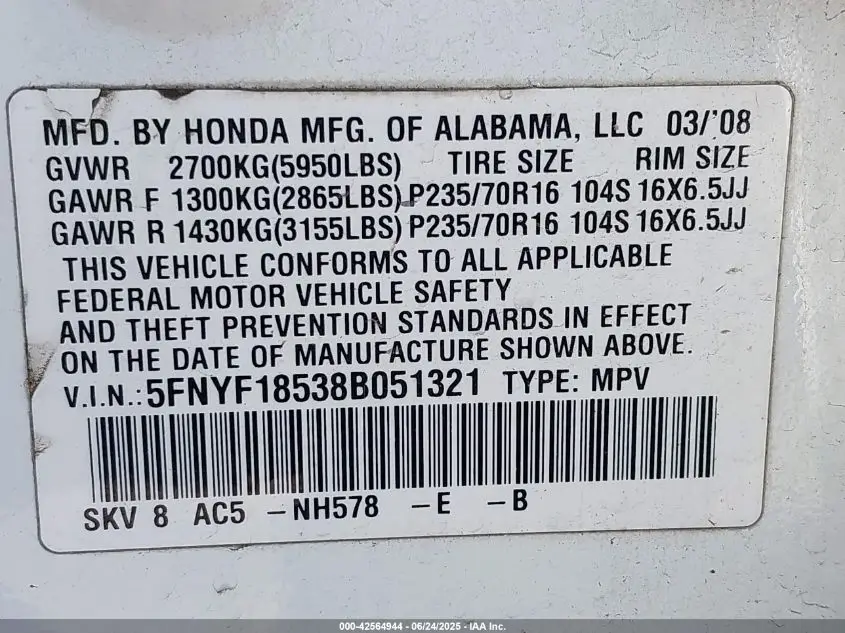 MFD. BY HONDA MFG. OF ALABAMA, LLC 03/'08
GVWR 2700KG(5950LBS) TIRE SIZE RIM SIZE
GAWR F 1300KG(2865LBS) P235/70R16 104S 16X6.5JJ
GAWR R 1430KG(3155LBS) P235/70R16 104S 16X6.5JJ
THIS VEHICLE CONFORMS TO ALL APPLICABLE
FEDERAL MOTOR VEHICLE SAFETY
AND THEFT PREVENTION STANDARDS IN EFFECT
ON THE DATE OF MANUFACTURE SHOWN ABOVE.
V.I.N.: 5FNYF18538B051321 TYPE: MPV
SKV 8 AC5 -NH578 -E -B
000-42564944 - 06/24/2025 - IAA Inc.